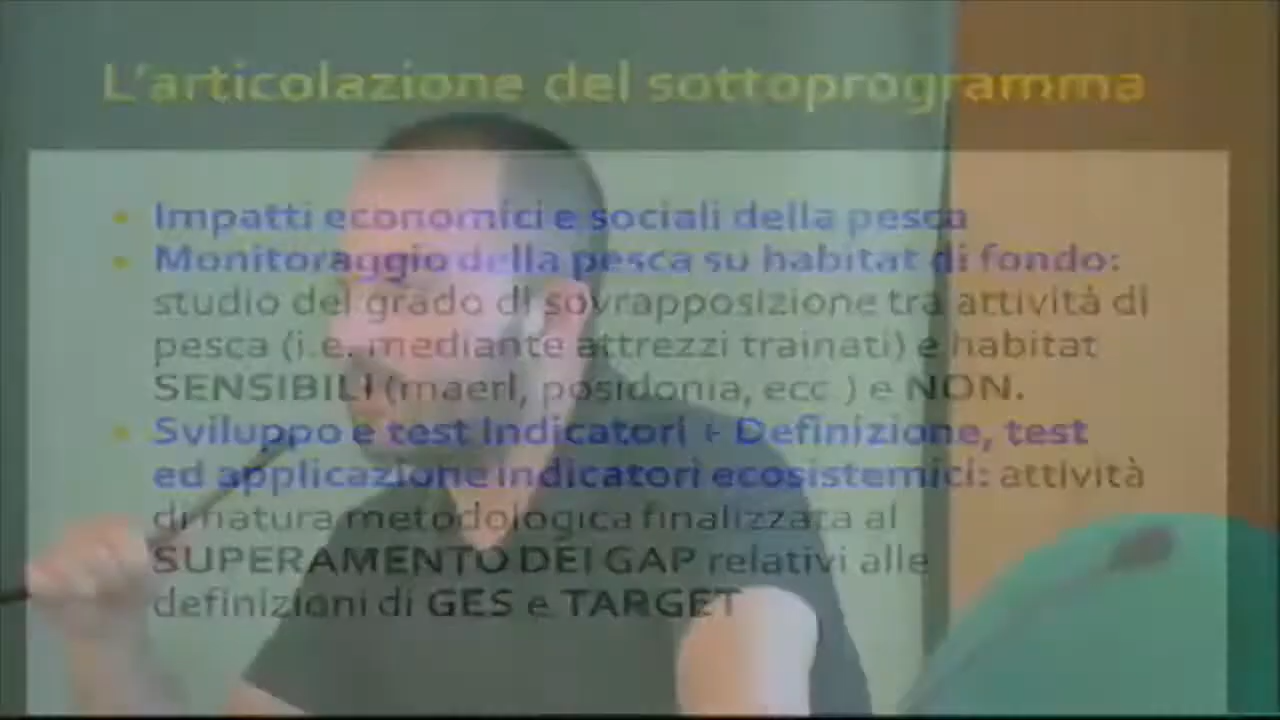 L'articolazione del sottoprogramma
• Impatti economici e sociali della pesca
• Monitoraggio della pesca su habitat di fondo:
studio del grado di sovrapposizione tra attività di
pesca (i.e. mediante attrezzi trainati) e habitat
SENSIBILI (maerl, posidonia, ecc.) e NON.
• Sviluppo e test Indicatori + Definizione, test
ed applicazione indicatori ecosistemici: attività
di natura metodologica finalizzata al
SUPERAMENTO DEI GAP relativi alle
definizioni di GES e TARGET